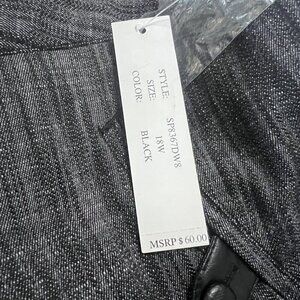 STYLE: SP8367DW8
SIZE: 18W
COLOR: BLACK
MSRP $ 60.00